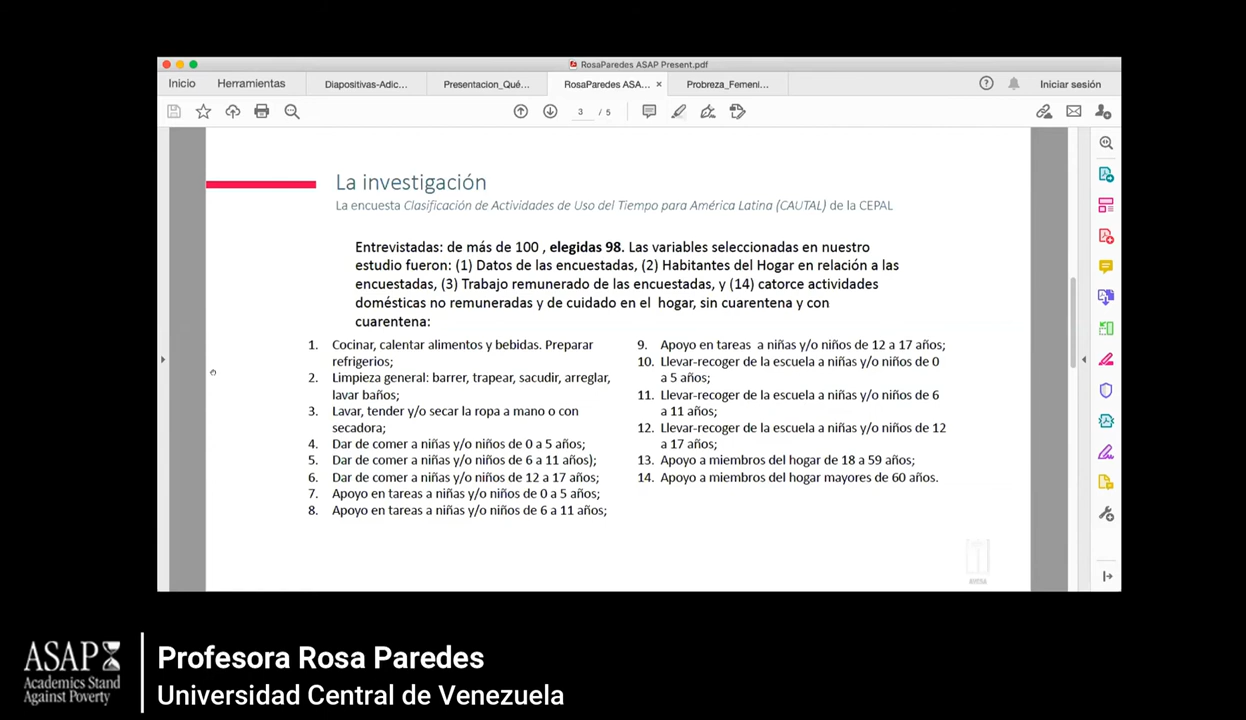 RosaParedes ASAP Present.pdf
Inicio
Herramientas
Diapositivas-Adic...
Presentacion_Qué...
RosaParedes ASA... ×
Probreza_Femeni...
Iniciar sesión
3 / 5
La investigación
La encuesta Clasificación de Actividades de Uso del Tiempo para América Latina (CAUTAL) de la CEPAL
Entrevistadas: de más de 100 , elegidas 98. Las variables seleccionadas en nuestro
estudio fueron: (1) Datos de las encuestadas, (2) Habitantes del Hogar en relación a las
encuestadas, (3) Trabajo remunerado de las encuestadas, y (14) catorce actividades
domésticas no remuneradas y de cuidado en el hogar, sin cuarentena y con
cuarentena:
1. Cocinar, calentar alimentos y bebidas. Preparar
refrigerios;
2. Limpieza general: barrer, trapear, sacudir, arreglar,
lavar baños;
3. Lavar, tender y/o secar la ropa a mano o con
secadora;
4. Dar de comer a niñas y/o niños de 0 a 5 años;
5. Dar de comer a niñas y/o niños de 6 a 11 años);
6. Dar de comer a niñas y/o niños de 12 a 17 años;
7. Apoyo en tareas a niñas y/o niños de 0 a 5 años;
8. Apoyo en tareas a niñas y/o niños de 6 a 11 años;
9. Apoyo en tareas a niñas y/o niños de 12 a 17 años;
10. Llevar-recoger de la escuela a niñas y/o niños de 0
a 5 años;
11. Llevar-recoger de la escuela a niñas y/o niños de 6
a 11 años;
12. Llevar-recoger de la escuela a niñas y/o niños de 12
a 17 años;
13. Apoyo a miembros del hogar de 18 a 59 años;
14. Apoyo a miembros del hogar mayores de 60 años.
ASAP
Academics Stand
Against Poverty
Profesora Rosa Paredes
Universidad Central de Venezuela